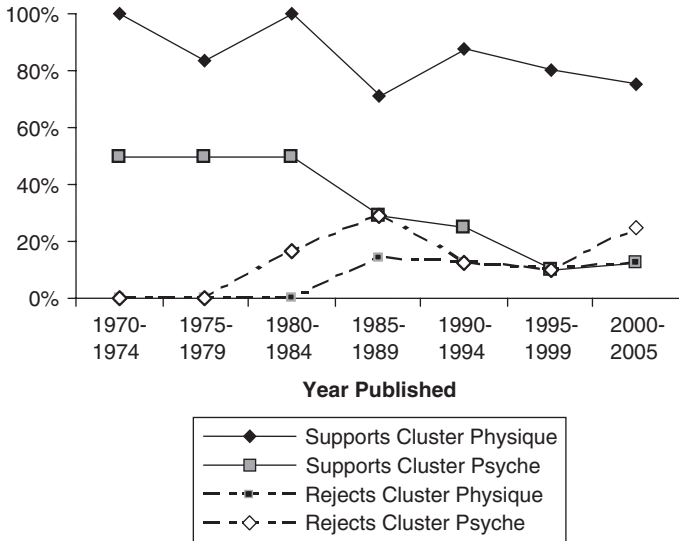 100%
80%
60%
40%
20%
0%
1970- 1975- 1980- 1985- 1990- 1995- 2000-
1974 1979 1984 1989 1994 1999 2005
Year Published
Supports Cluster Physique
Supports Cluster Psyche
Rejects Cluster Physique
Rejects Cluster Psyche